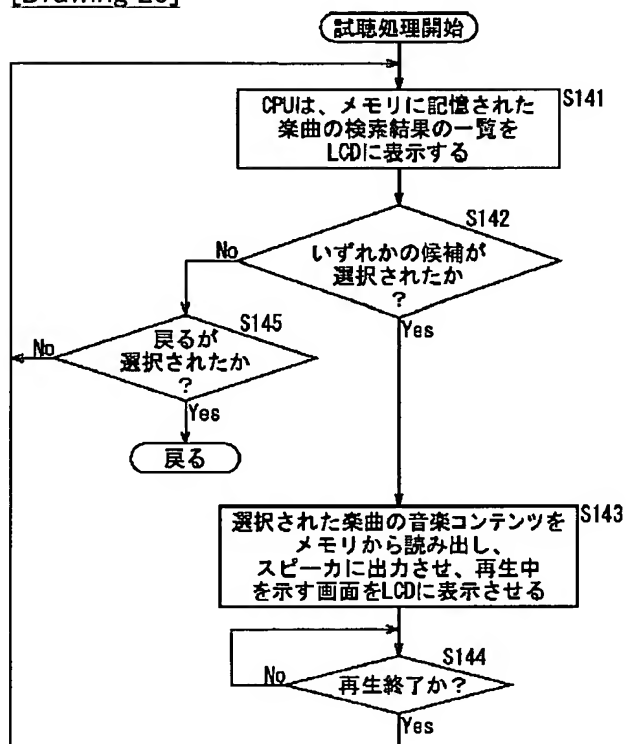 試聴処理開始
CPUは、メモリに記憶された
楽曲の検索結果の一覧を
LCDに表示する
S141
S142
いずれかの候補が
選択されたか
?
No
Yes
S145
戻るが
選択されたか
?
No
Yes
戻る
選択された楽曲の音楽コンテンツを
メモリから読み出し、
スピーカに出力させ、再生中
を示す画面をLCDに表示させる
S143
S144
再生終了か?
No
Yes